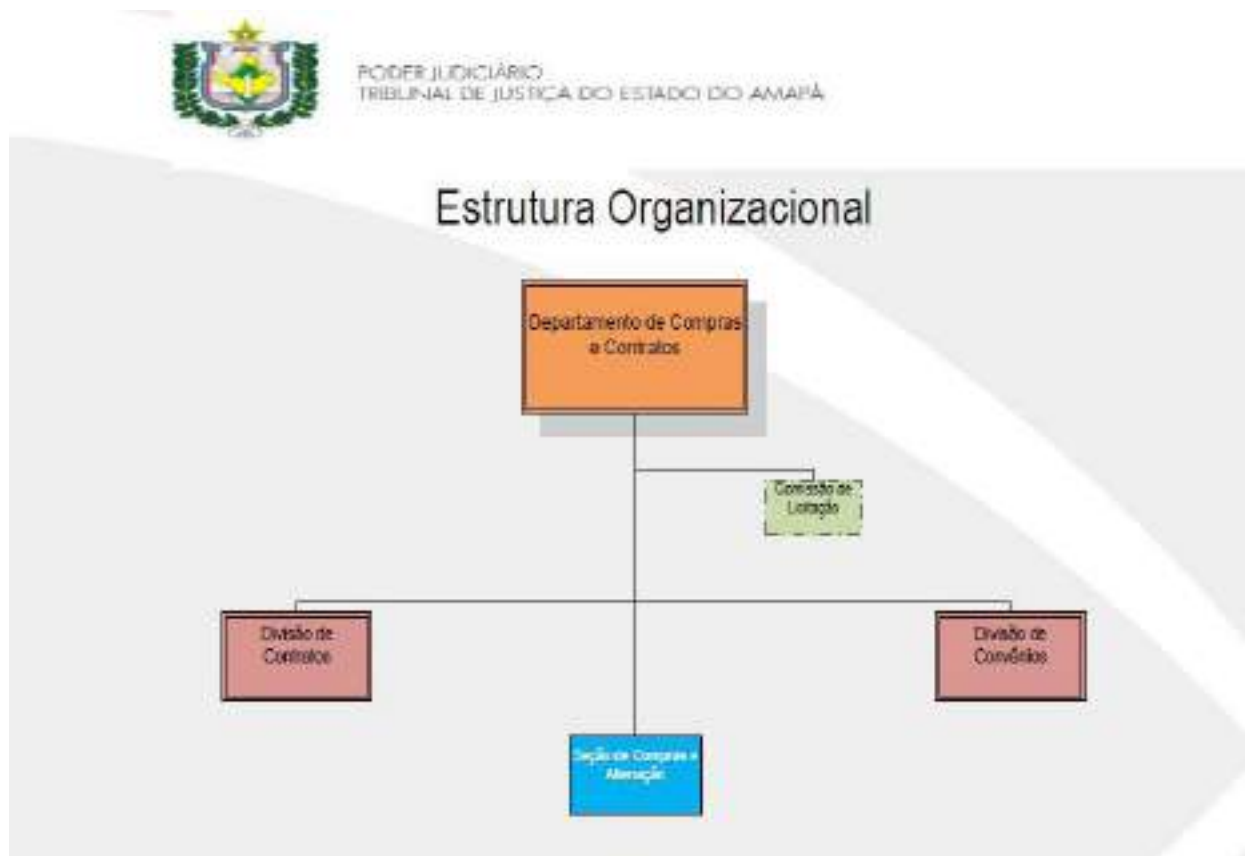 PODER JUDICIÁRIO
TRIBUNAL DE JUSTIÇA DO ESTADO DO AMAPÁ
Estrutura Organizacional
Departamento de Compras
e Contratos
Comissão de
Licitação
Divisão de
Contratos
Divisão de
Convênios
Seção de Compras e
Alienação